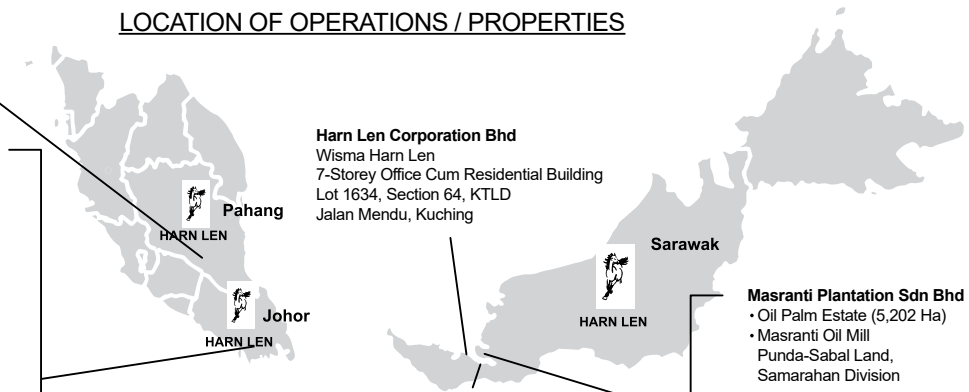 LOCATION OF OPERATIONS / PROPERTIES
Harn Len Corporation Bhd
Wisma Harn Len
7-Storey Office Cum Residential Building
Lot 1634, Section 64, KTLD
Jalan Mendu, Kuching
Pahang
HARN LEN
Sarawak
HARN LEN
Johor
HARN LEN
Masranti Plantation Sdn Bhd
• Oil Palm Estate (5,202 Ha)
• Masranti Oil Mill
Punda-Sabal Land,
Samarahan Division